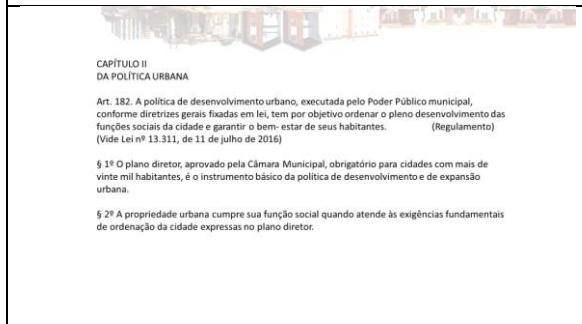 CAPÍTULO II
DA POLÍTICA URBANA
Art. 182. A política de desenvolvimento urbano, executada pelo Poder Público municipal,
conforme diretrizes gerais fixadas em lei, tem por objetivo ordenar o pleno desenvolvimento das
funções sociais da cidade e garantir o bem- estar de seus habitantes. (Regulamento)
(Vide Lei nº 13.311, de 11 de julho de 2016)
§ 1º O plano diretor, aprovado pela Câmara Municipal, obrigatório para cidades com mais de
vinte mil habitantes, é o instrumento básico da política de desenvolvimento e de expansão
urbana.
§ 2º A propriedade urbana cumpre sua função social quando atende às exigências fundamentais
de ordenação da cidade expressas no plano diretor.